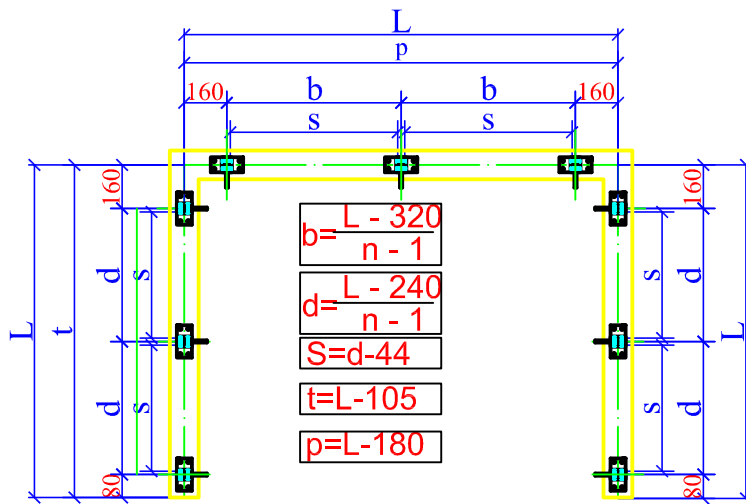 L
p
160 b b 160
s s
160 160
b= L - 320
n - 1
d s s d
d= L - 240
n - 1
L t L
S=d-44
d s s d
t=L-105
p=L-180
80 80